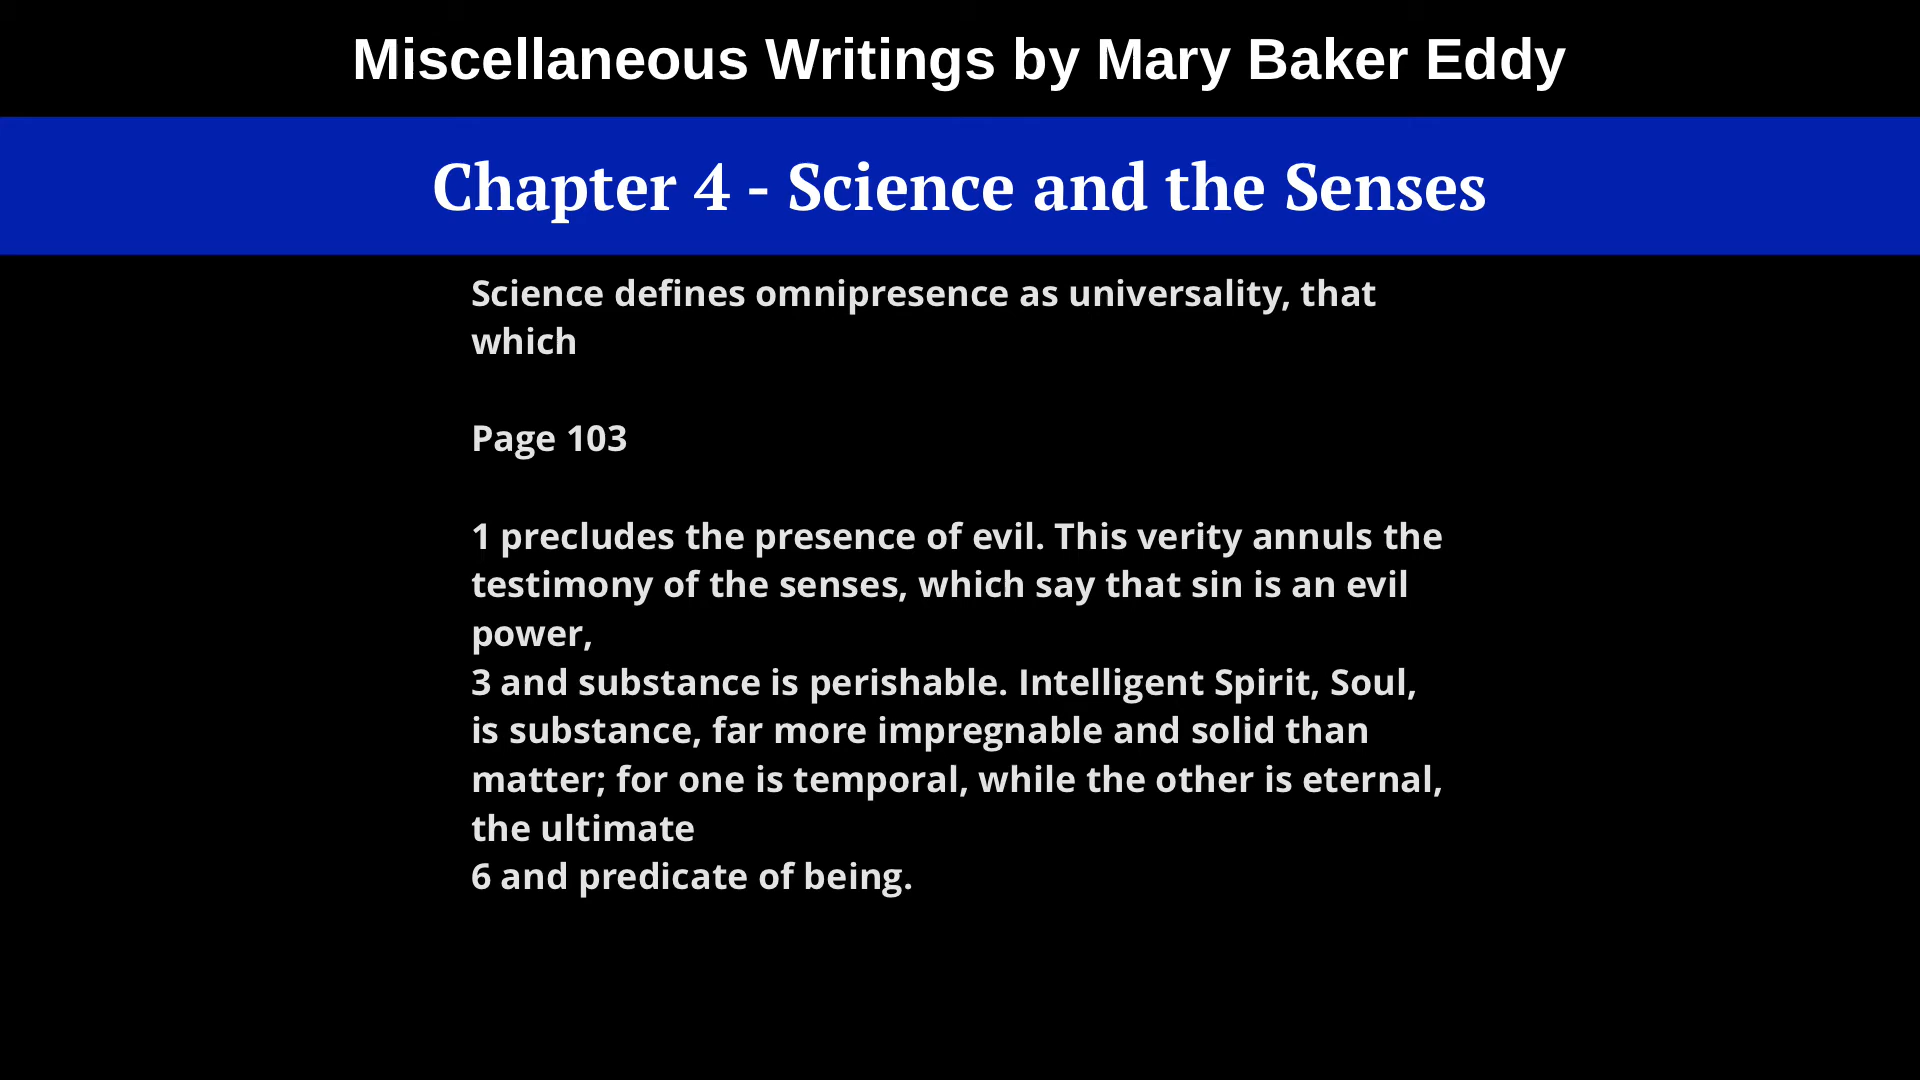 Miscellaneous Writings by Mary Baker Eddy
Chapter 4 - Science and the Senses
Science defines omnipresence as universality, that
which
Page 103
1 precludes the presence of evil. This verity annuls the
testimony of the senses, which say that sin is an evil
power,
3 and substance is perishable. Intelligent Spirit, Soul,
is substance, far more impregnable and solid than
matter; for one is temporal, while the other is eternal,
the ultimate
6 and predicate of being.